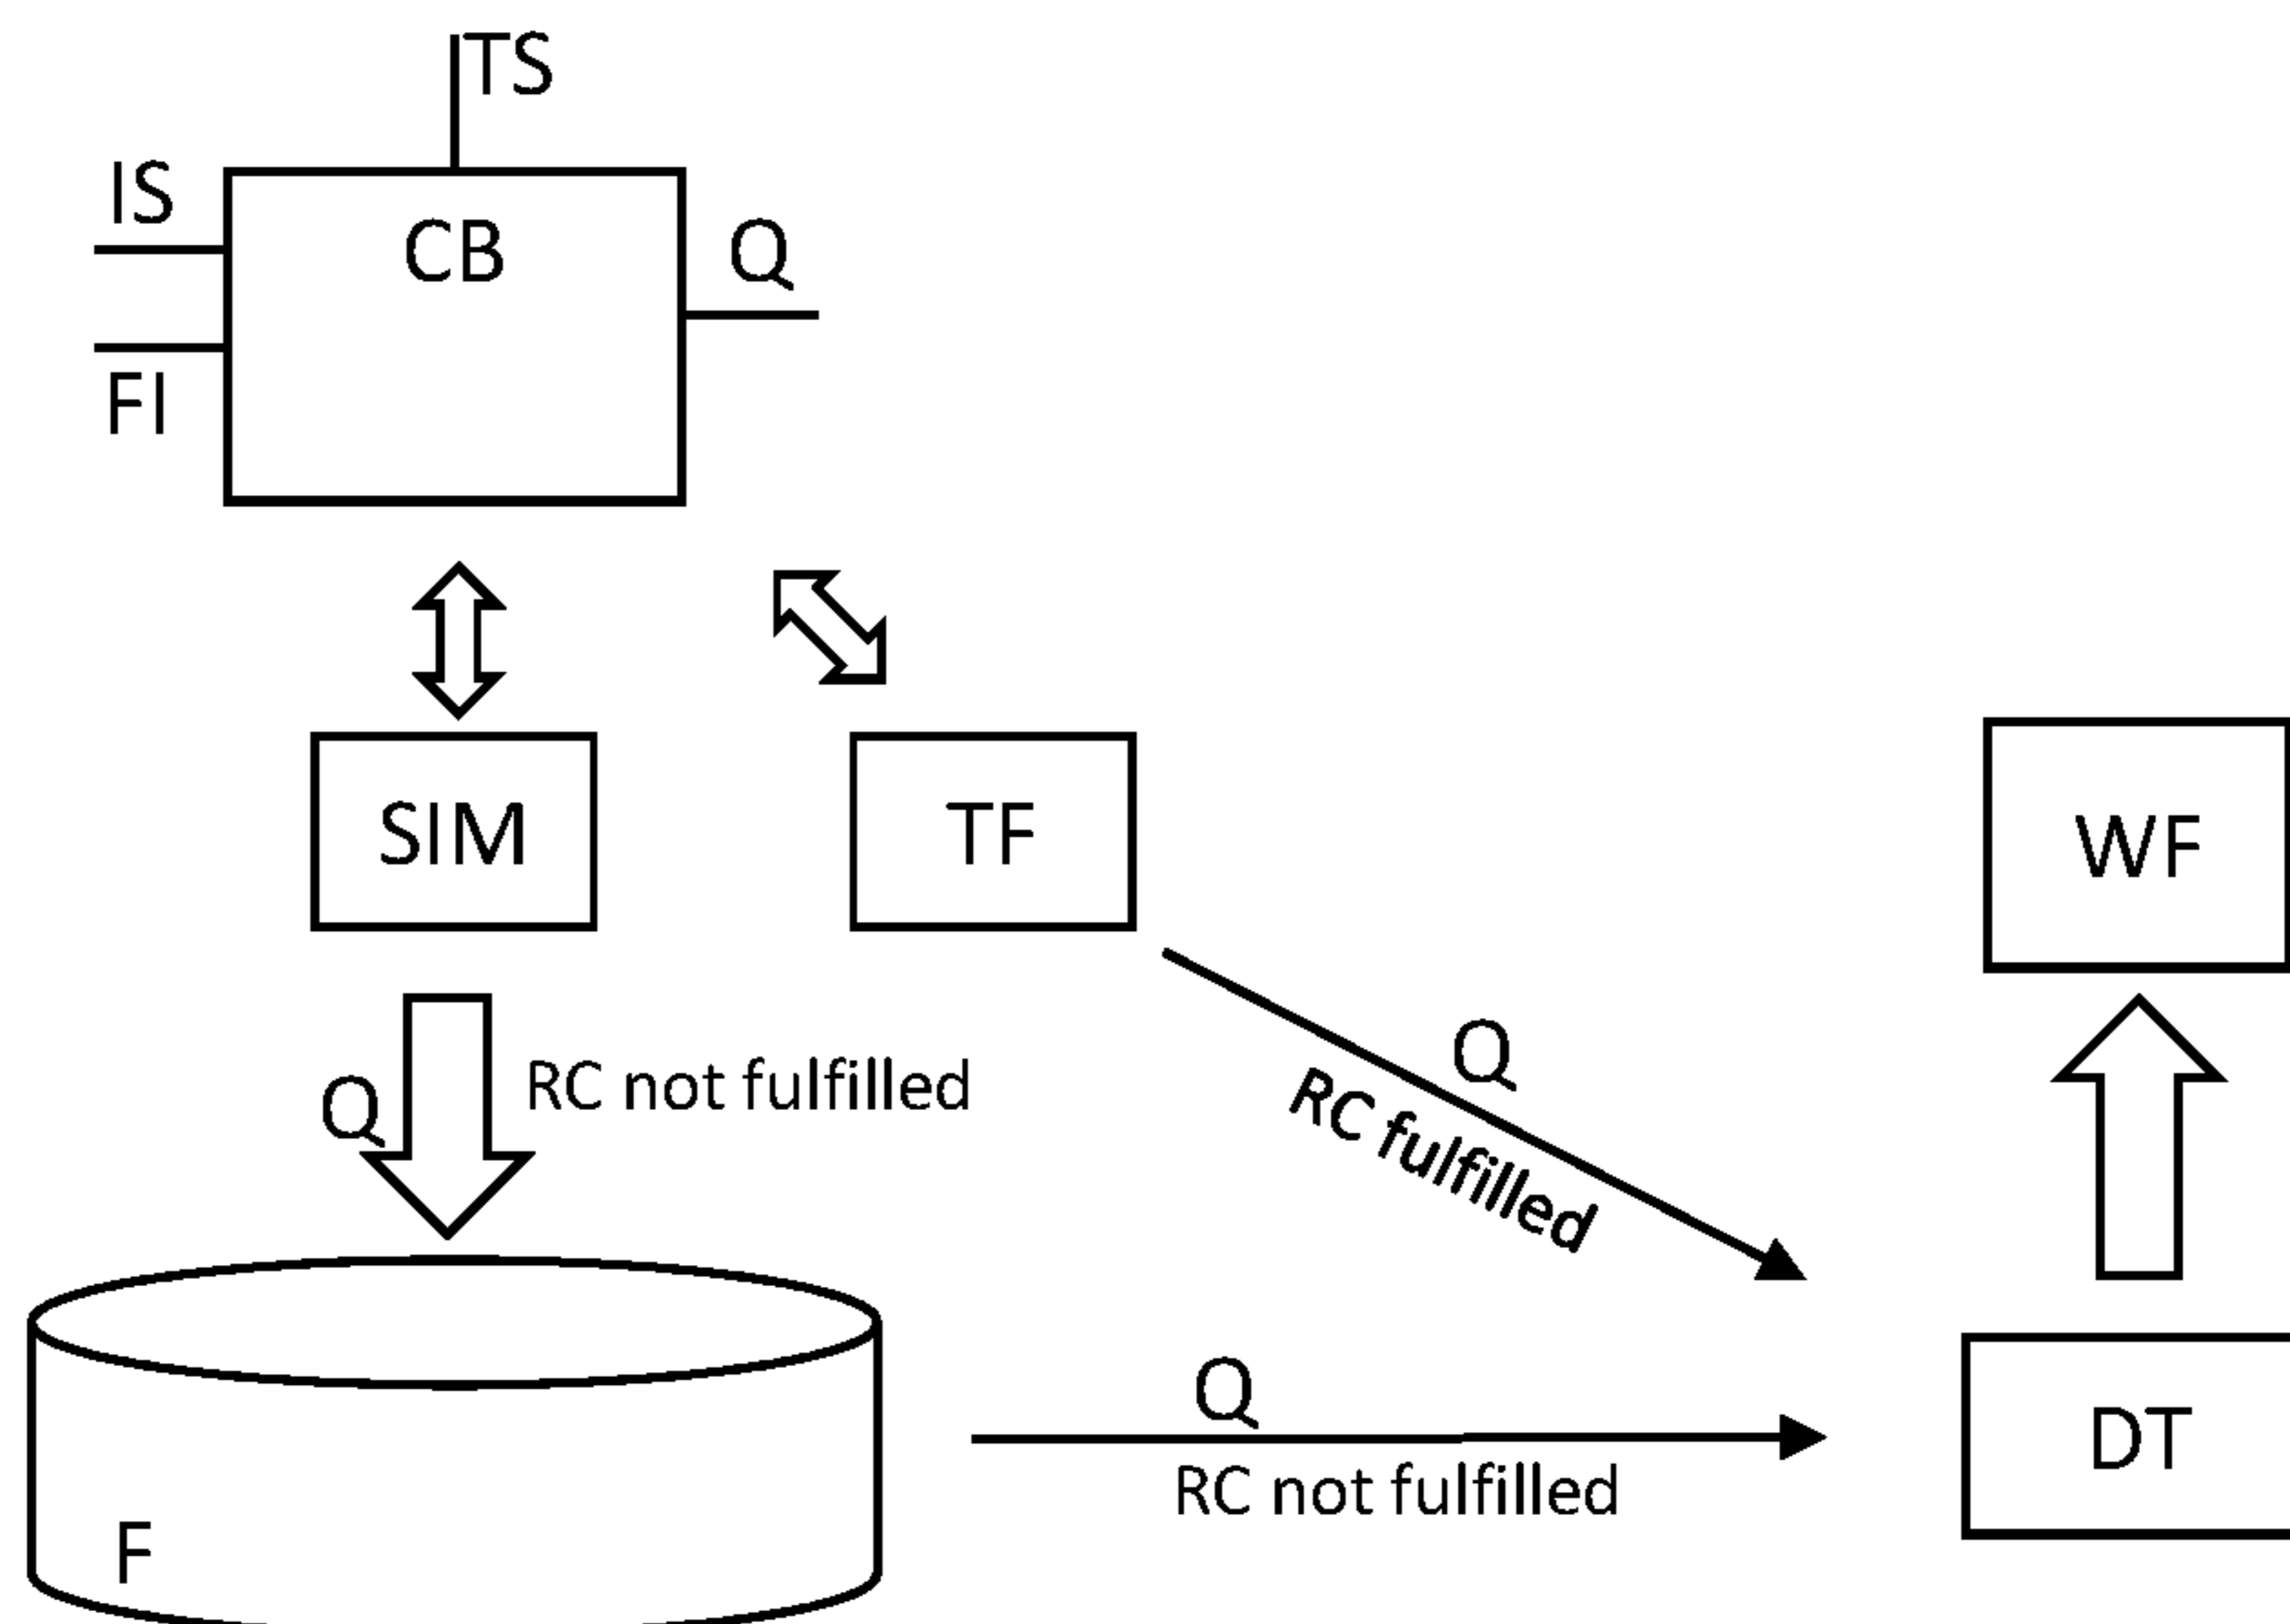 TS
IS
CB
Q
FI
SIM
TF
WF
Q
RC fulfilled
Q
RC not fulfilled
Q
RC not fulfilled
DT
F